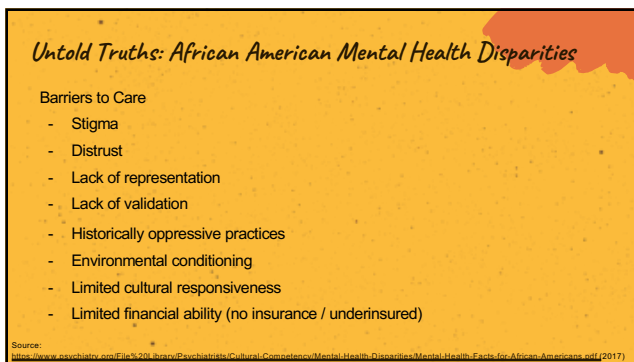 Untold Truths: African American Mental Health Disparities
Barriers to Care
- Stigma
- Distrust
- Lack of representation
- Lack of validation
- Historically oppressive practices
- Environmental conditioning
- Limited cultural responsiveness
- Limited financial ability (no insurance / underinsured)
Source:
https://www.psychiatry.org/File%20Library/Psychiatrists/Cultural-Competency/Mental-Health-Disparities/Mental-Health-Facts-for-African-Americans.pdf (2017)